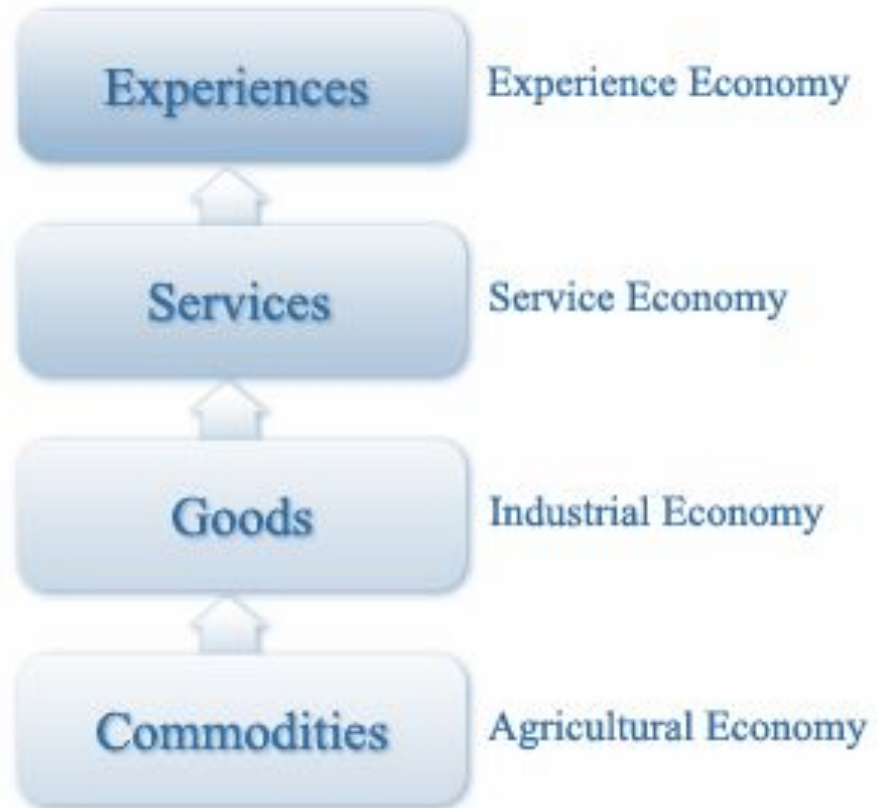 Experiences
Experience Economy
Services
Service Economy
Goods
Industrial Economy
Commodities
Agricultural Economy